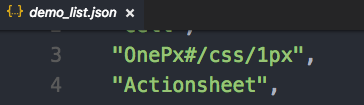 {..} demo_list.json ×
3 "OnePx#/css/1px",
4 "Actionsheet",